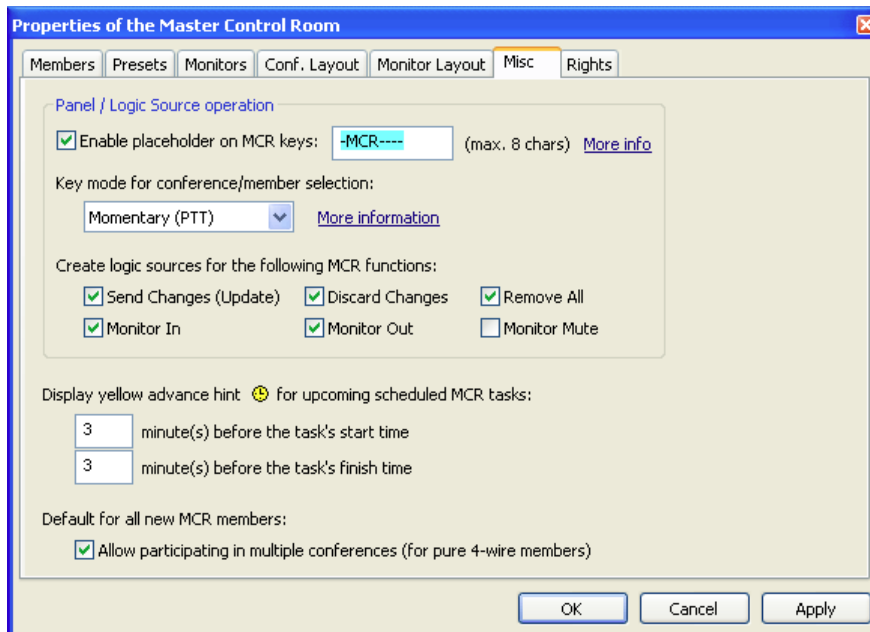 Properties of the Master Control Room
Members Presets Monitors Conf. Layout Monitor Layout Misc Rights
Panel / Logic Source operation
Enable placeholder on MCR keys: -MCR---- (max. 8 chars) More info
Key mode for conference/member selection:
Momentary (PTT) More information
Create logic sources for the following MCR functions:
Send Changes (Update) Discard Changes Remove All
Monitor In Monitor Out Monitor Mute
Display yellow advance hint for upcoming scheduled MCR tasks:
3 minute(s) before the task's start time
3 minute(s) before the task's finish time
Default for all new MCR members:
Allow participating in multiple conferences (for pure 4-wire members)
OK Cancel Apply